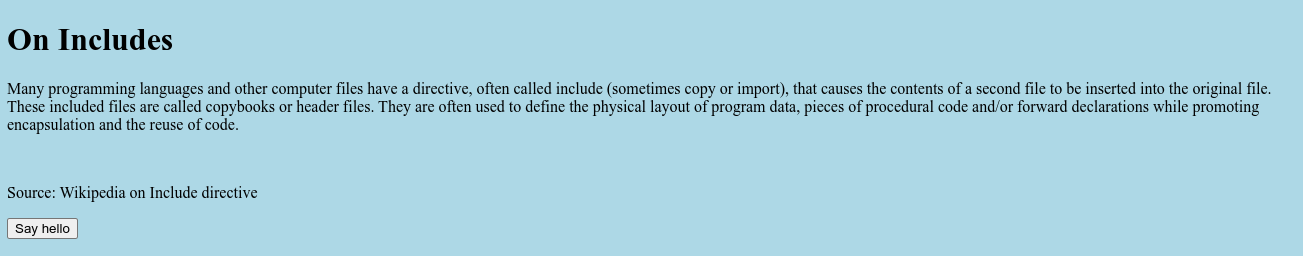 On Includes
Many programming languages and other computer files have a directive, often called include (sometimes copy or import), that causes the contents of a second file to be inserted into the original file.
These included files are called copybooks or header files. They are often used to define the physical layout of program data, pieces of procedural code and/or forward declarations while promoting
encapsulation and the reuse of code.
Source: Wikipedia on Include directive
Say hello